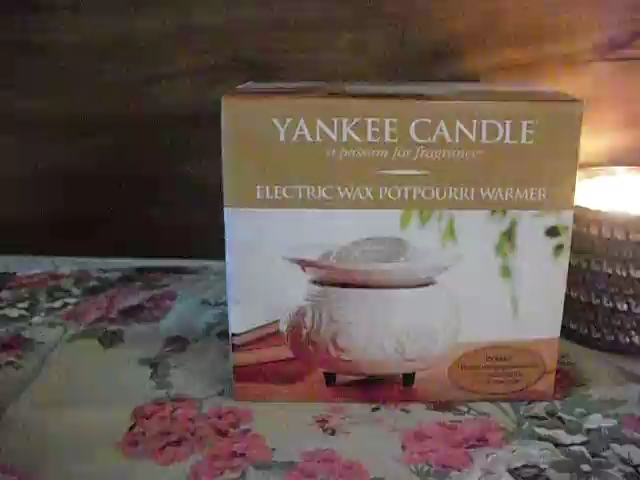 YANKEE CANDLE
a passion for fragrance
ELECTRIC WAX POTPOURRI WARMER